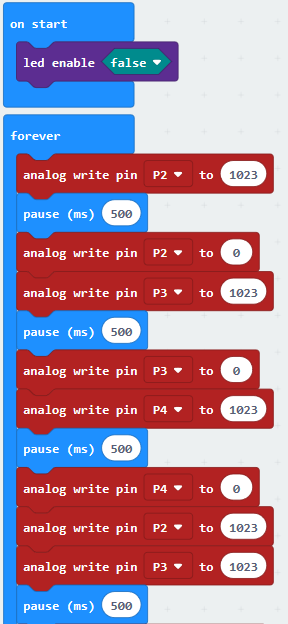 on start
led enable false
forever
analog write pin P2 to 1023
pause (ms) 500
analog write pin P2 to 0
analog write pin P3 to 1023
pause (ms) 500
analog write pin P3 to 0
analog write pin P4 to 1023
pause (ms) 500
analog write pin P4 to 0
analog write pin P2 to 1023
analog write pin P3 to 1023
pause (ms) 500